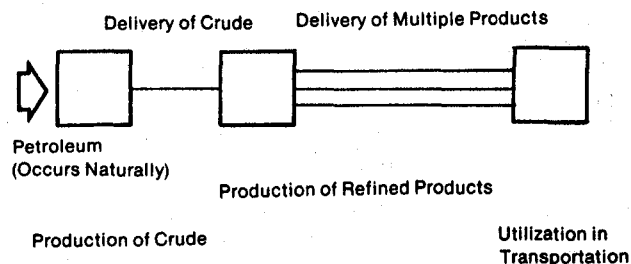 Delivery of Crude
Delivery of Multiple Products
Petroleum
(Occurs Naturally)
Production of Refined Products
Production of Crude
Utilization in
Transportation